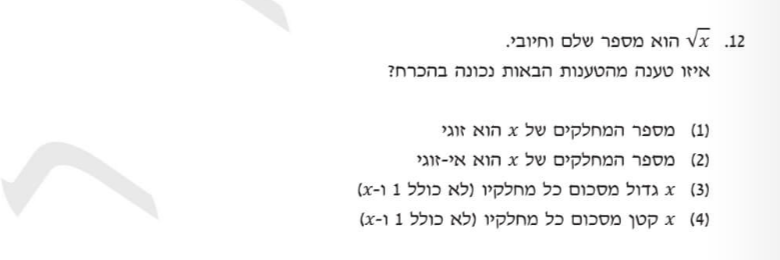 12. √x הוא מספר שלם וחיובי.
איזו טענה מהטענות הבאות נכונה בהכרח?
(1) מספר המחלקים של x הוא זוגי
(2) מספר המחלקים של x הוא אי-זוגי
(3) x גדול מסכום כל מחלקיו (לא כולל 1 ו-x)
(4) x קטן מסכום כל מחלקיו (לא כולל 1 ו-x)